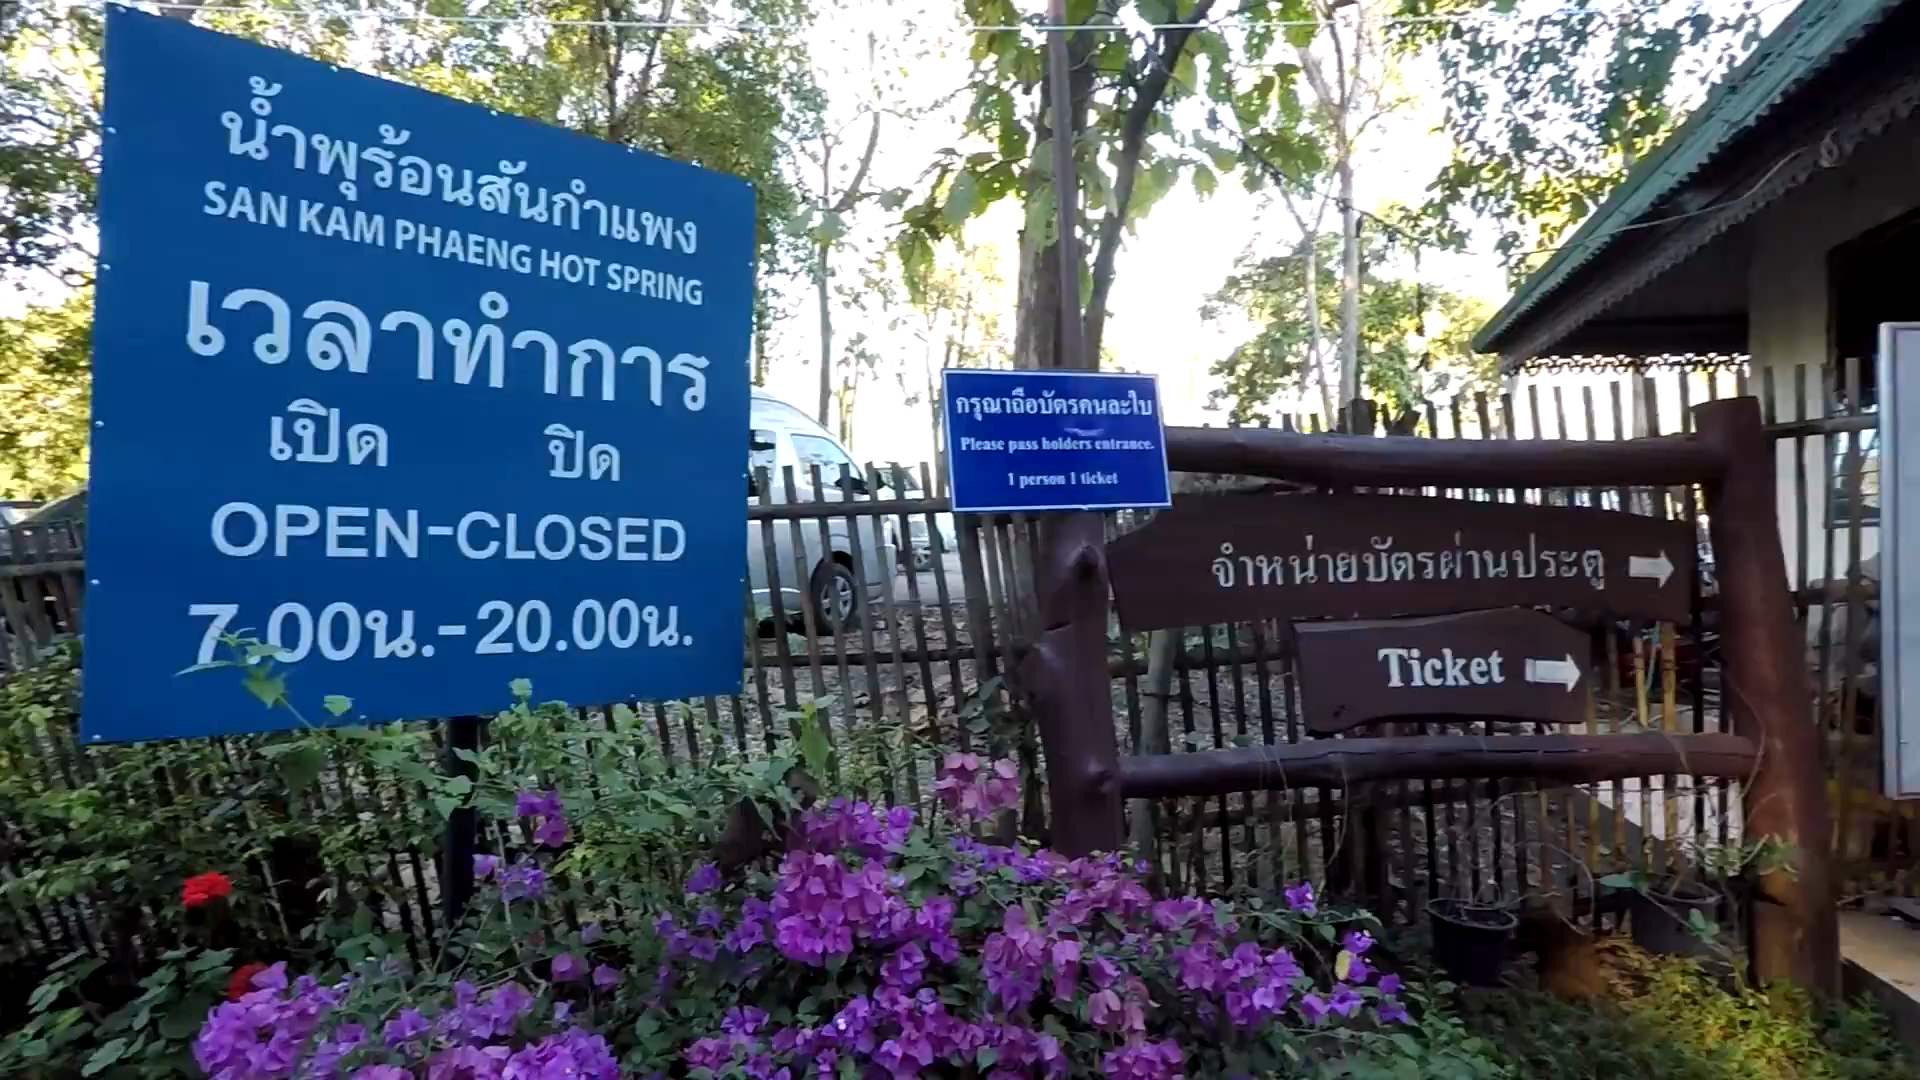 น้ำพุร้อนสันกำแพง
SAN KAM PHAENG HOT SPRING
เวลาทำการ
เปิด ปิด
OPEN-CLOSED
7.00น.-20.00น.
กรุณาถือบัตรคนละใบ
Please pass holders entrance.
1 person 1 ticket
จำหน่ายบัตรผ่านประตู
Ticket